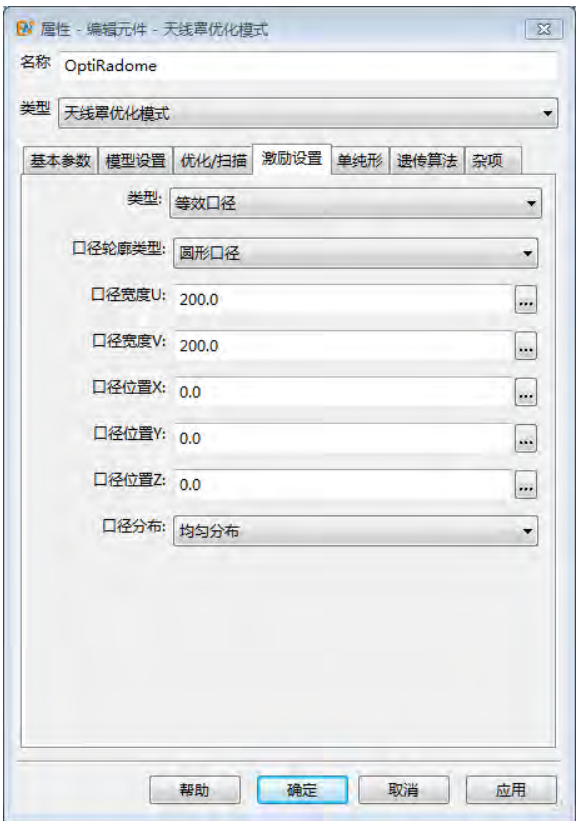 属性 - 编辑元件 - 天线罩优化模式
名称 OptiRadome
类型 天线罩优化模式
基本参数 模型设置 优化/扫描 激励设置 单纯形 遗传算法 杂项
类型: 等效口径
口径轮廓类型: 圆形口径
口径宽度U: 200.0 ...
口径宽度V: 200.0 ...
口径位置X: 0.0 ...
口径位置Y: 0.0 ...
口径位置Z: 0.0 ...
口径分布: 均匀分布
帮助 确定 取消 应用